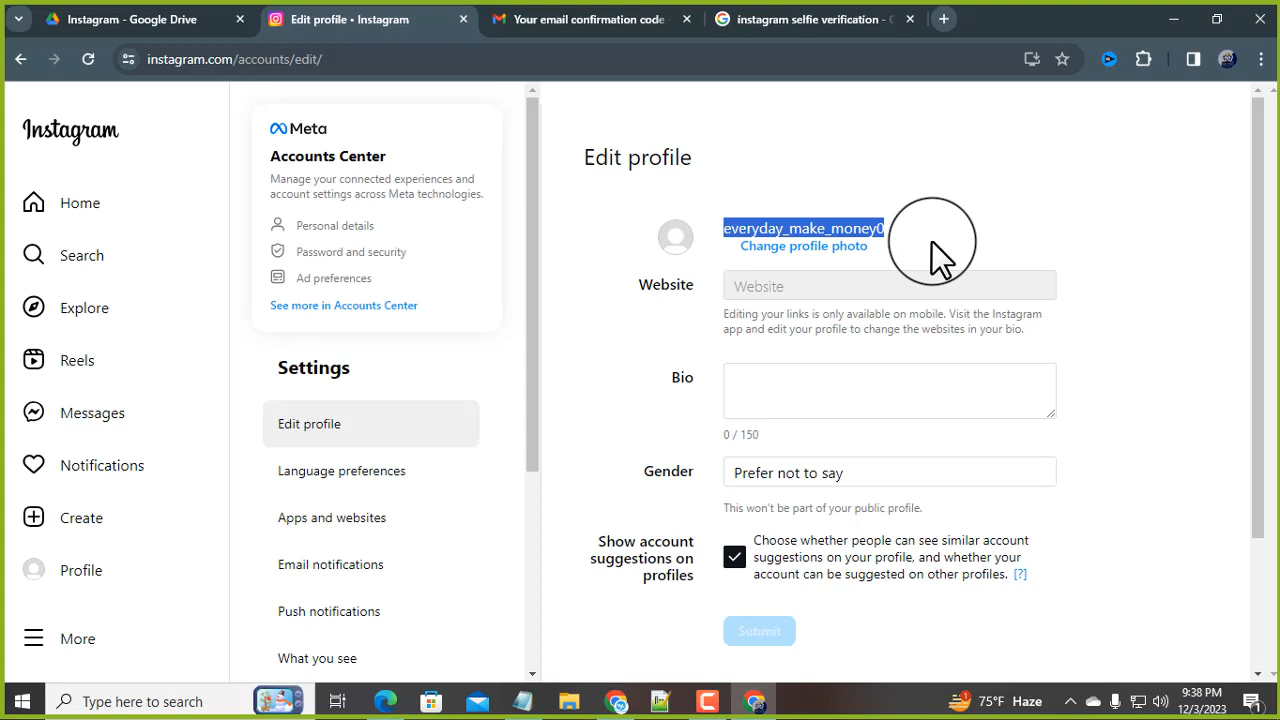 Instagram - Google Drive
Edit profile • Instagram
Your email confirmation code
instagram selfie verification -
instagram.com/accounts/edit/
Instagram
Home
Search
Explore
Reels
Messages
Notifications
Create
Profile
More
Meta
Accounts Center
Manage your connected experiences and
account settings across Meta technologies.
Personal details
Password and security
Ad preferences
See more in Accounts Center
Settings
Edit profile
Language preferences
Apps and websites
Email notifications
Push notifications
What you see
Edit profile
everyday_make_money0
Change profile photo
Website
Website
Editing your links is only available on mobile. Visit the Instagram
app and edit your profile to change the websites in your bio.
Bio
0 / 150
Gender
Prefer not to say
This won't be part of your public profile.
Show account
suggestions on
profiles
Choose whether people can see similar account
suggestions on your profile, and whether your
account can be suggested on other profiles. [?]
Submit
Type here to search
75°F Haze
9:38 PM
12/3/2023